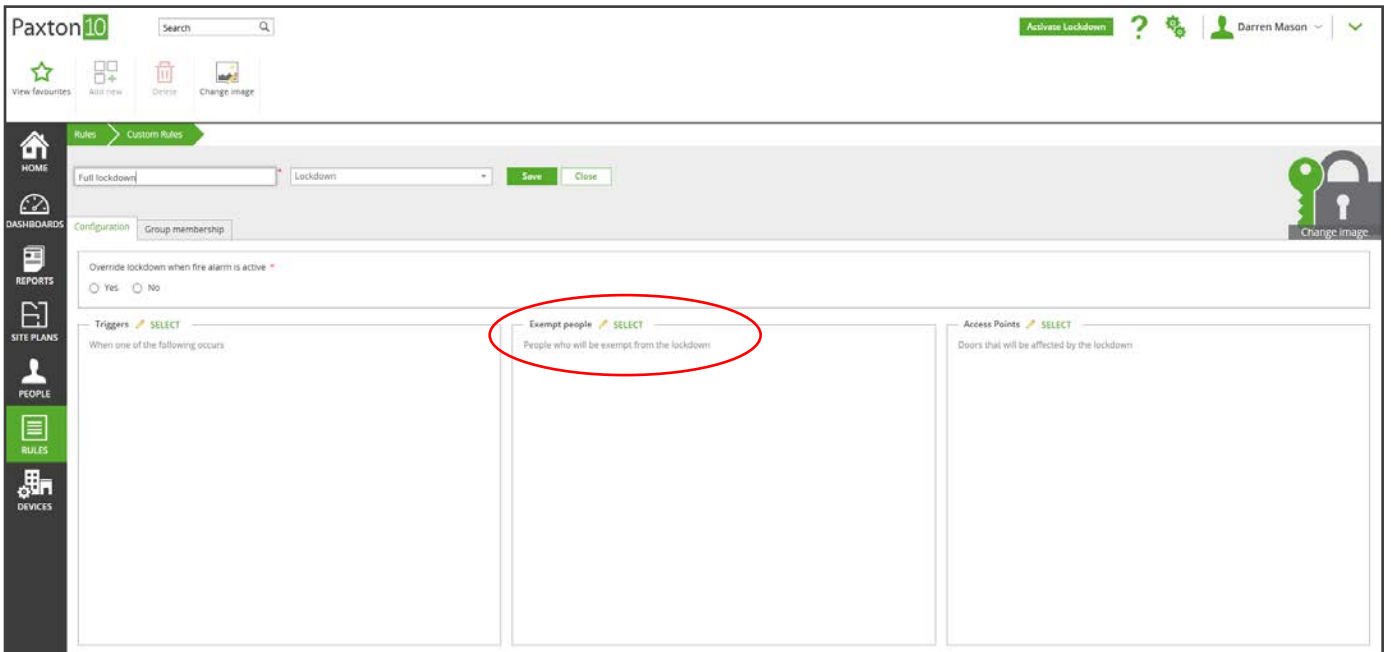 Paxton10
Search
Activate Lockdown
?
Darren Mason
View favourites
Add new
Delete
Change image
HOME
DASHBOARDS
REPORTS
SITE PLANS
PEOPLE
RULES
DEVICES
Rules
Custom Rules
Full lockdown
*
Lockdown
Save
Close
Change image
Configuration
Group membership
Override lockdown when fire alarm is active *
Yes
No
Triggers SELECT
When one of the following occurs
Exempt people SELECT
People who will be exempt from the lockdown
Access Points SELECT
Doors that will be affected by the lockdown